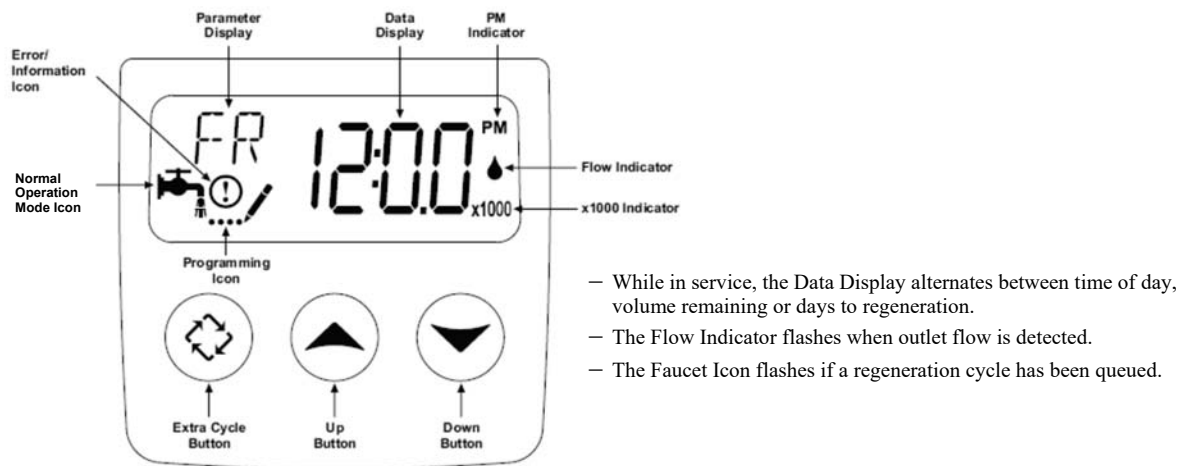 Parameter Display
Data Display
PM Indicator
Error/ Information Icon
FR
12:0.0
PM
Flow Indicator
Normal Operation Mode Icon
x1000
x1000 Indicator
Programming Icon
Extra Cycle Button
Up Button
Down Button
– While in service, the Data Display alternates between time of day,
volume remaining or days to regeneration.
– The Flow Indicator flashes when outlet flow is detected.
– The Faucet Icon flashes if a regeneration cycle has been queued.